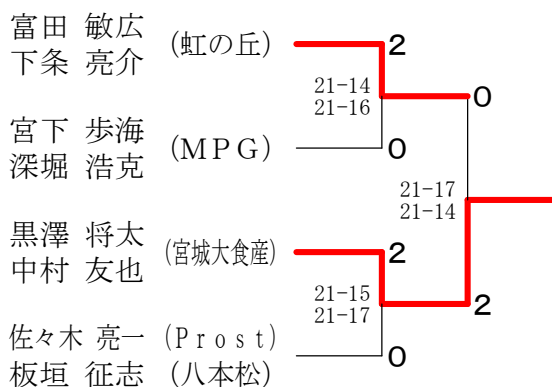 富田 敏広
下条 亮介
(虹の丘)
2
21-14
21-16
0
宮下 歩海
深堀 浩克
(ＭＰＧ)
0
21-17
21-14
黒澤 将太
中村 友也
(宮城大食産)
2
21-15
21-17
2
佐々木 亮一 (Ｐｒｏｓｔ)
板垣 征志 (八本松)
0